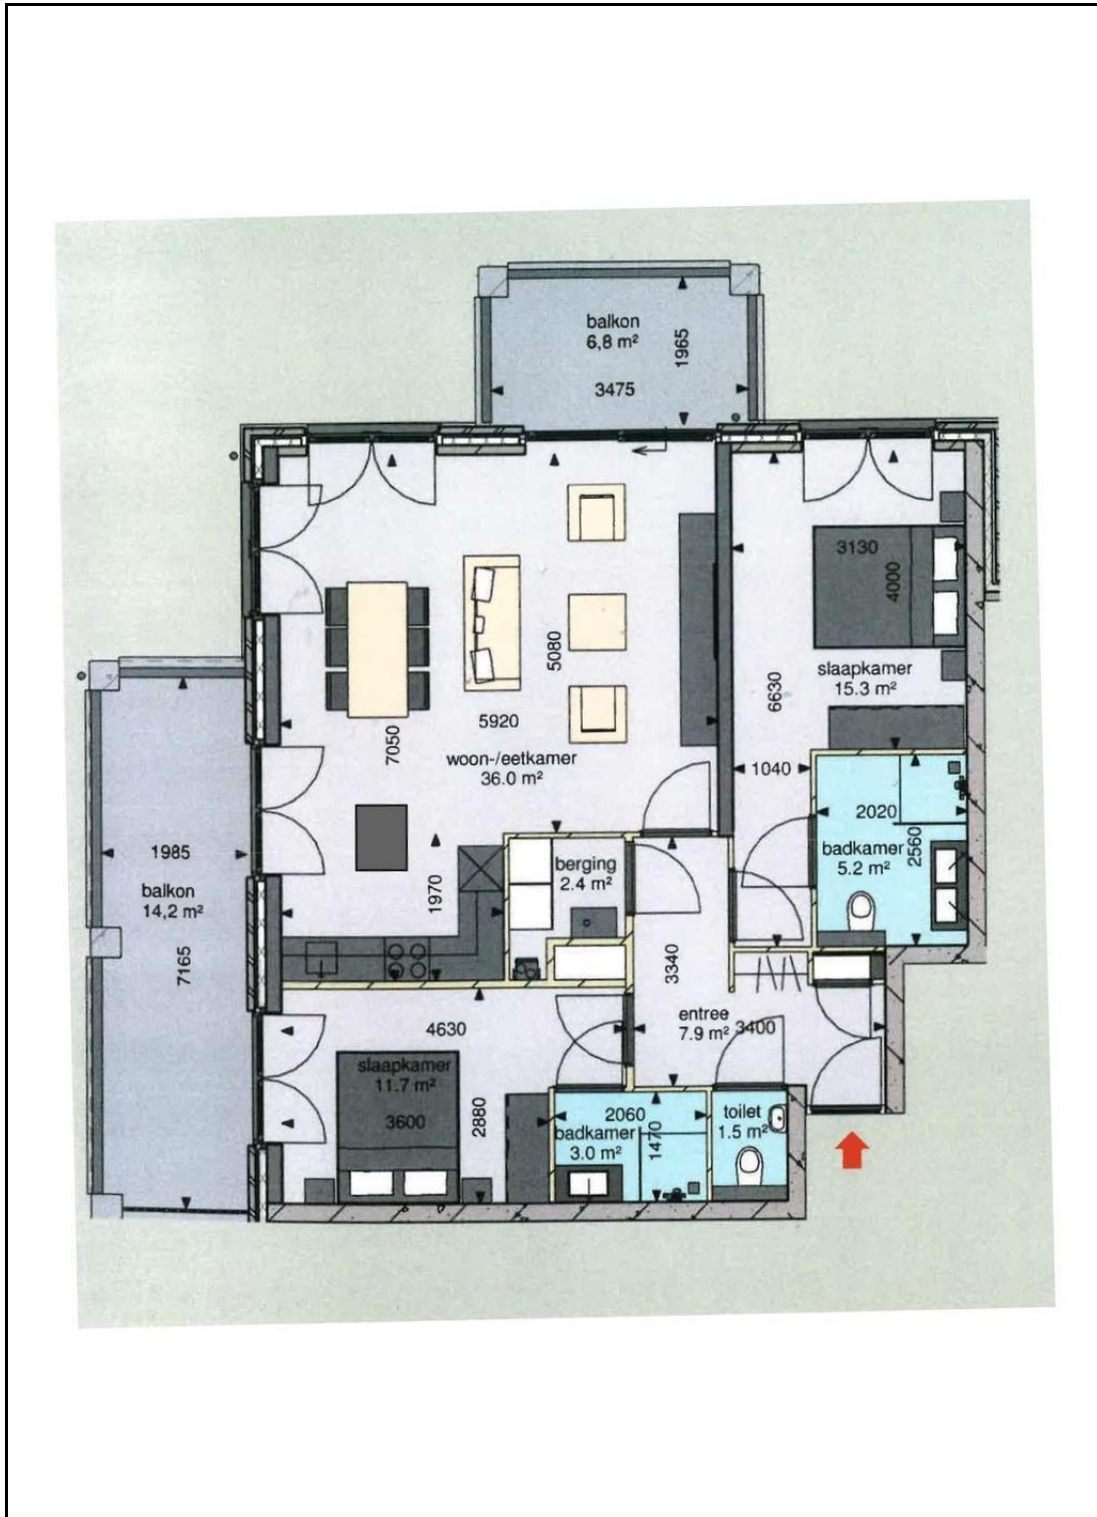 balkon
6,8 m²
1965
3475
3130
4000
5080
slaapkamer
15.3 m²
6630
5920
7050
woon-/eetkamer
36.0 m²
1040
2020
badkamer
5.2 m²
2560
1985
balkon
14,2 m²
7165
berging
2.4 m²
1970
3340
entree
7.9 m²
3400
4630
slaapkamer
11.7 m²
3600
2880
2060
badkamer
3.0 m²
1470
toilet
1.5 m²